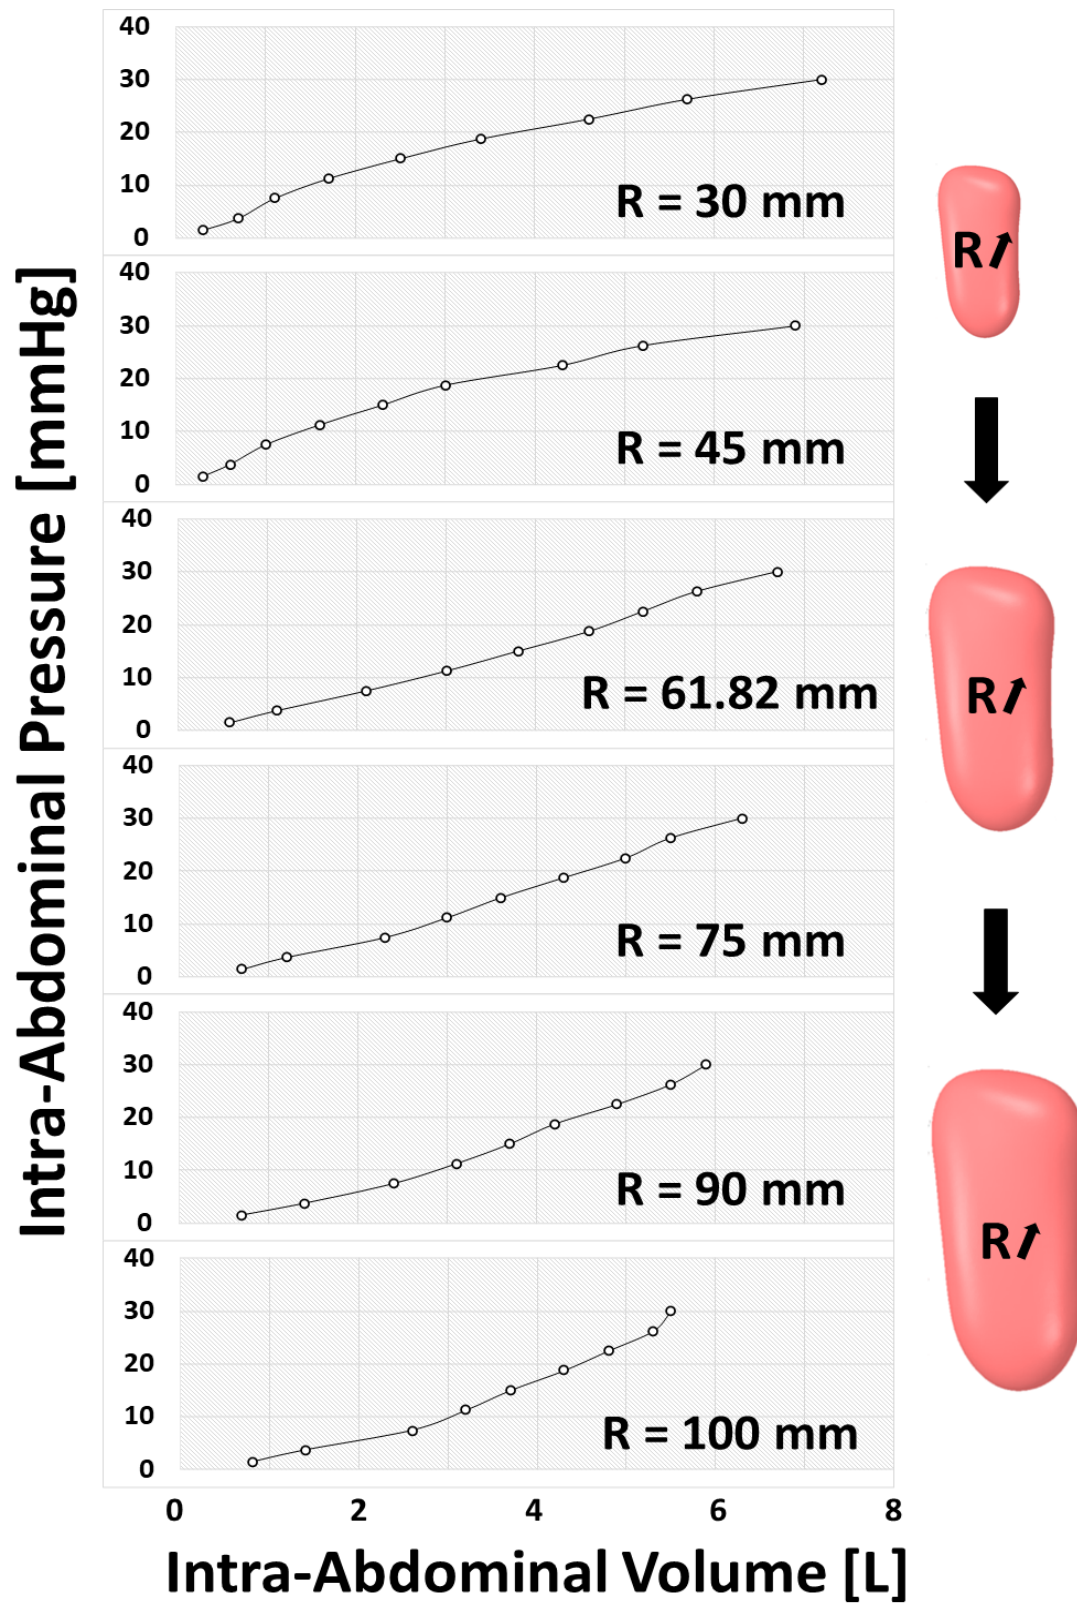 Intra-Abdominal Pressure [mmHg]
40
30
20
10
0
R = 30 mm
40
30
20
10
0
R = 45 mm
40
30
20
10
0
R = 61.82 mm
40
30
20
10
0
R = 75 mm
40
30
20
10
0
R = 90 mm
40
30
20
10
0
R = 100 mm
0 2 4 6 8
Intra-Abdominal Volume [L]
R
R
R